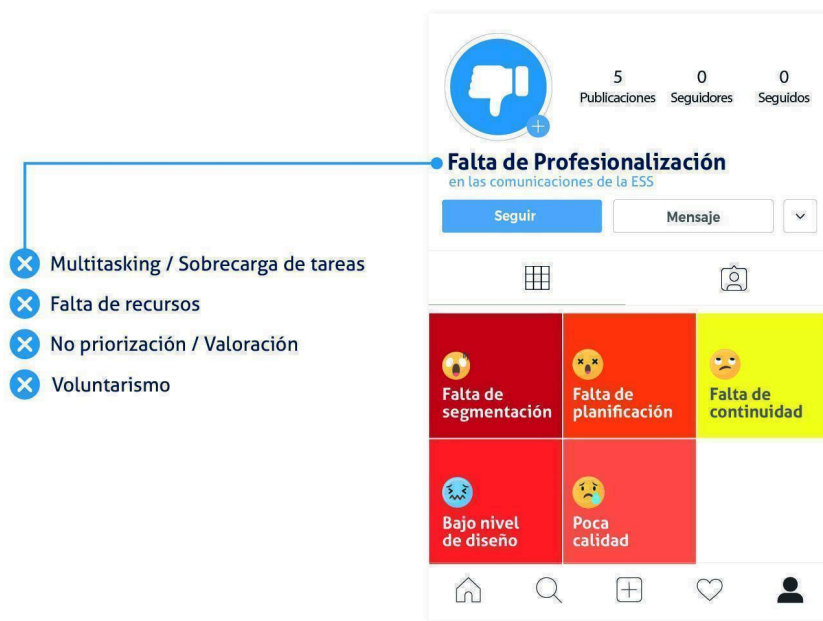 5 0 0
Publicaciones Seguidores Seguidos
Falta de Profesionalización
en las comunicaciones de la ESS
Seguir Mensaje
Multitasking / Sobrecarga de tareas
Falta de recursos
No priorización / Valoración
Voluntarismo
Falta de
segmentación
Falta de
planificación
Falta de
continuidad
Bajo nivel
de diseño
Poca
calidad